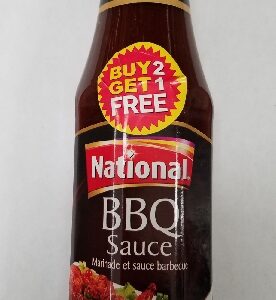 BUY 2
GET 1
FREE
National
BBQ
Sauce
Marinade et sauce barbecue